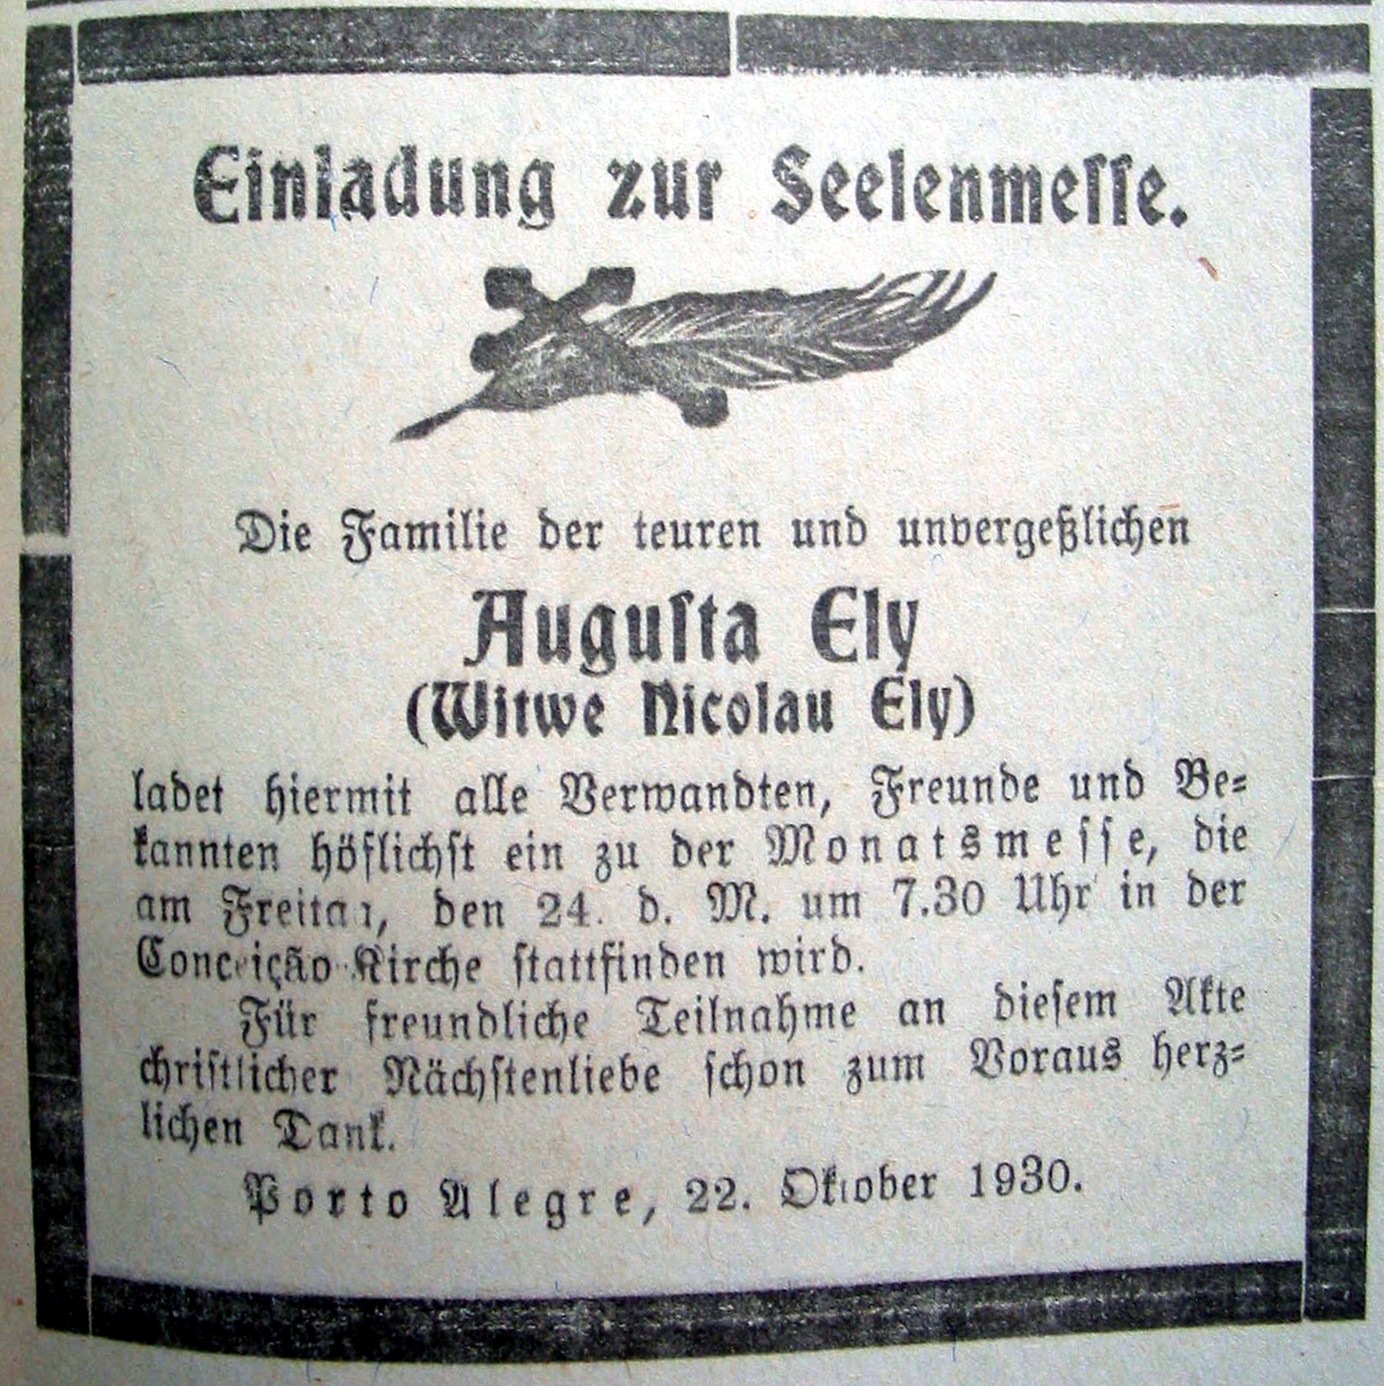 Einladung zur Seelenmesse.
Die Familie der teuren und unvergeßlichen
Augusta Ely
(Witwe Nicolau Ely)
ladet hiermit alle Verwandten, Freunde und Be=
kannten höflichst ein zu der Monatsmesse, die
am Freitag, den 24. d. M. um 7.30 Uhr in der
Conceição-Kirche stattfinden wird.
Für freundliche Teilnahme an diesem Akte
christlicher Nächstenliebe schon zum Voraus herz=
lichen Dank.
Porto Alegre, 22. Oktober 1930.